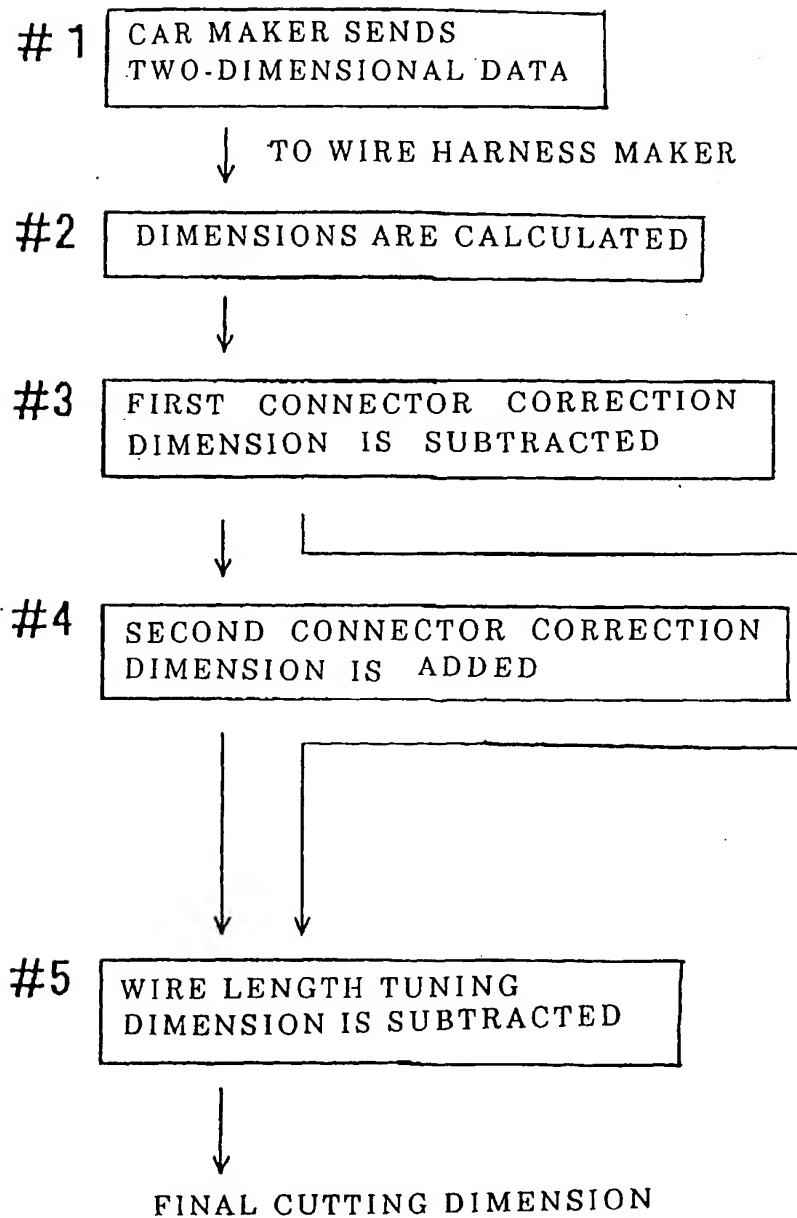 #1 CAR MAKER SENDS
TWO-DIMENSIONAL DATA
TO WIRE HARNESS MAKER
#2 DIMENSIONS ARE CALCULATED
#3 FIRST CONNECTOR CORRECTION
DIMENSION IS SUBTRACTED
#4 SECOND CONNECTOR CORRECTION
DIMENSION IS ADDED
#5 WIRE LENGTH TUNING
DIMENSION IS SUBTRACTED
FINAL CUTTING DIMENSION